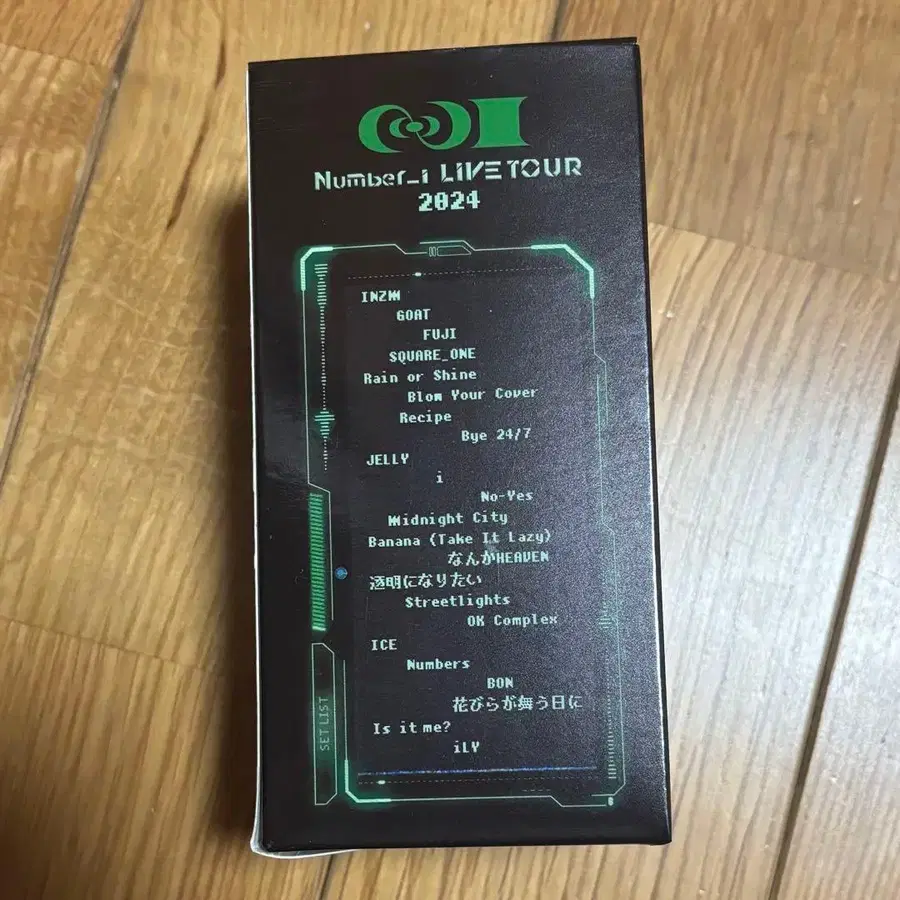 Number_i LIVE TOUR
2024
INZM
GOAT
FUJI
SQUARE_ONE
Rain or Shine
Blow Your Cover
Recipe
Bye 24/7
JELLY
i
No-Yes
Midnight City
Banana (Take It Lazy)
なんかHEAVEN
透明になりたい
Streetlights
OK Complex
ICE
Numbers
BON
花びらが舞う日に
Is it me?
iLY
SET LIST